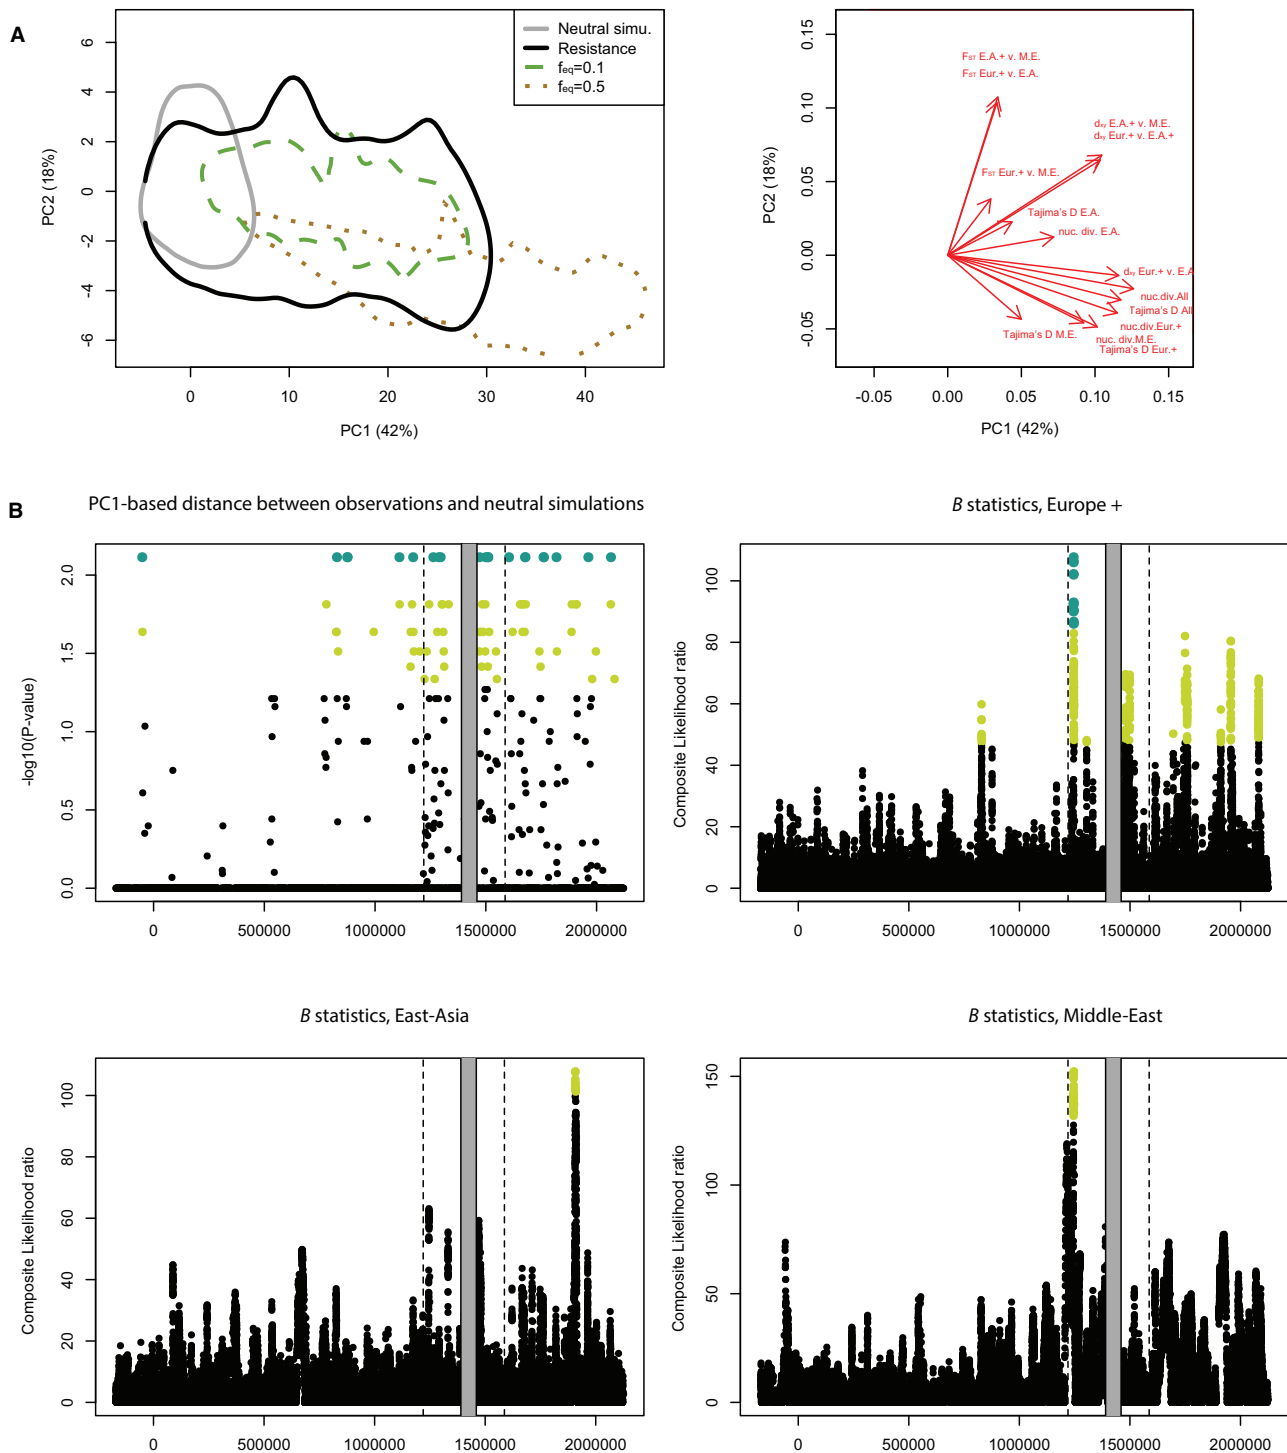 A
Neutral simu.
Resistance
feq=0.1
feq=0.5
6
4
2
0
-2
-4
-6
PC2 (18%)
0
10
20
30
40
PC1 (42%)
FST E.A.+ v. M.E.
FST Eur.+ v. E.A.
dxy E.A.+ v. M.E.
dxy Eur.+ v. E.A.+
FST Eur.+ v. M.E.
Tajima's D E.A.
nuc. div. E.A.
dxy Eur.+ v. E.A
nuc.div.All
Tajima's D All
nuc.div.Eur.+
Tajima's D M.E.
nuc. div.M.E.
Tajima's D Eur.+
0.15
0.10
0.05
0.00
-0.05
PC2 (18%)
-0.05
0.00
0.05
0.10
0.15
PC1 (42%)
B
PC1-based distance between observations and neutral simulations
2.0
1.5
1.0
0.5
0.0
-log10(P-value)
0
500000
1000000
1500000
2000000
B statistics, Europe +
100
80
60
40
20
0
Composite Likelihood ratio
0
500000
1000000
1500000
2000000
B statistics, East-Asia
100
80
60
40
20
0
Composite Likelihood ratio
0
500000
1000000
1500000
2000000
B statistics, Middle-East
150
100
50
0
Composite Likelihood ratio
0
500000
1000000
1500000
2000000